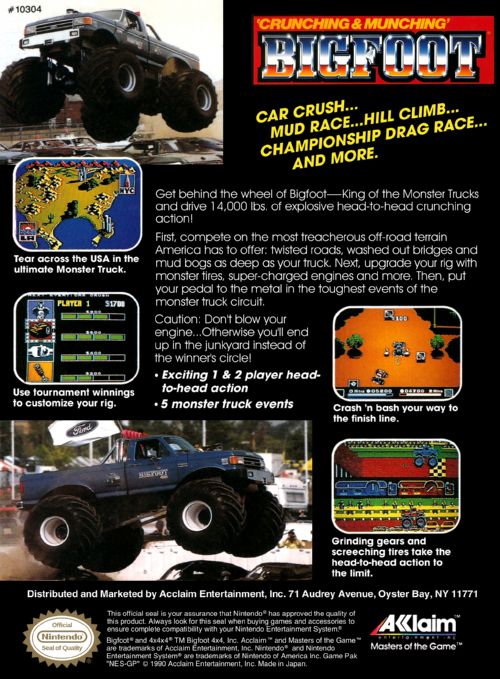 #10304
'CRUNCHING & MUNCHING'
BIGFOOT
CAR CRUSH...
MUD RACE...HILL CLIMB...
CHAMPIONSHIP DRAG RACE...
AND MORE.
Get behind the wheel of Bigfoot—King of the Monster Trucks
and drive 14,000 lbs. of explosive head-to-head crunching
action!
First, compete on the most treacherous off-road terrain
America has to offer: twisted roads, washed out bridges and
mud bogs as deep as your truck. Next, upgrade your rig with
monster tires, super-charged engines and more. Then, put
your pedal to the metal in the toughest events of the
monster truck circuit.
Caution: Don't blow your
engine...Otherwise you'll end
up in the junkyard instead of
the winner's circle!
• Exciting 1 & 2 player head-
to-head action
• 5 monster truck events
LA
Tear across the USA in the
ultimate Monster Truck.
PLAYER 1 $1700
Use tournament winnings
to customize your rig.
$100
Crash 'n bash your way to
the finish line.
Ford
BIGFOOT
Grinding gears and
screeching tires take the
head-to-head action to
the limit.
Distributed and Marketed by Acclaim Entertainment, Inc. 71 Audrey Avenue, Oyster Bay, NY 11771
Official
Nintendo®
Seal of Quality
This official seal is your assurance that Nintendo® has approved the quality of
this product. Always look for this seal when buying games and accessories to
ensure complete compatibility with your Nintendo Entertainment System.®
Bigfoot® and 4x4x4® TM Bigfoot 4x4, Inc. Acclaim™ and Masters of the Game™
are trademarks of Acclaim Entertainment, Inc. Nintendo® and Nintendo
Entertainment System® are trademarks of Nintendo of America Inc. Game Pak
"NES-GP" © 1990 Acclaim Entertainment, Inc. Made in Japan.
AKlaim™
entertainment inc.
Masters of the Game™